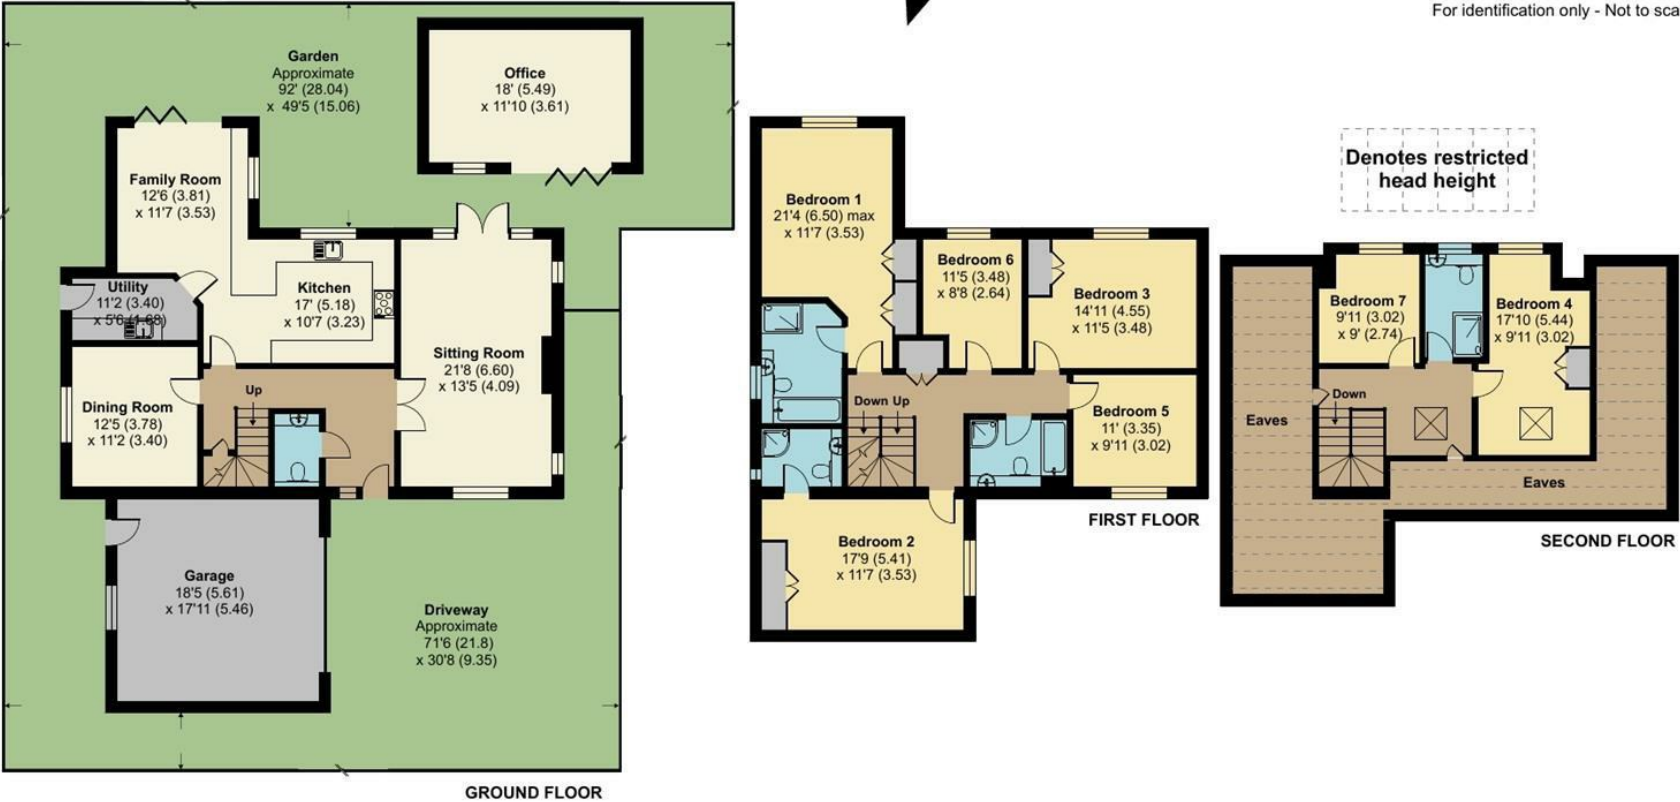 For identification only - Not to sca
Garden
Approximate
92' (28.04)
x 49'5 (15.06)
Office
18' (5.49)
x 11'10 (3.61)
Family Room
12'6 (3.81)
x 11'7 (3.53)
Utility
11'2 (3.40)
x 5'6 (1.68)
Kitchen
17' (5.18)
x 10'7 (3.23)
Sitting Room
21'8 (6.60)
x 13'5 (4.09)
Dining Room
12'5 (3.78)
x 11'2 (3.40)
Up
Garage
18'5 (5.61)
x 17'11 (5.46)
Driveway
Approximate
71'6 (21.8)
x 30'8 (9.35)
GROUND FLOOR
Bedroom 1
21'4 (6.50) max
x 11'7 (3.53)
Bedroom 6
11'5 (3.48)
x 8'8 (2.64)
Bedroom 3
14'11 (4.55)
x 11'5 (3.48)
Down Up
Bedroom 5
11' (3.35)
x 9'11 (3.02)
Bedroom 2
17'9 (5.41)
x 11'7 (3.53)
FIRST FLOOR
Denotes restricted
head height
Bedroom 7
9'11 (3.02)
x 9' (2.74)
Bedroom 4
17'10 (5.44)
x 9'11 (3.02)
Down
Eaves
Eaves
SECOND FLOOR